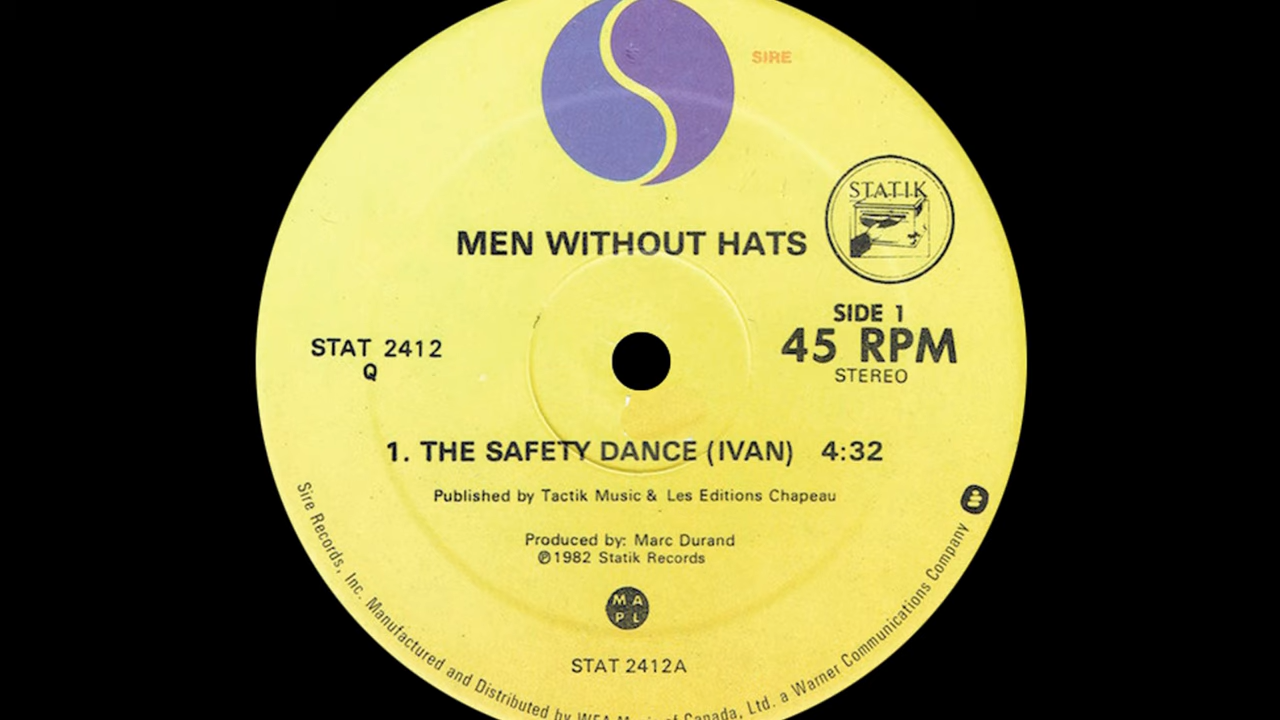 SIRE
STATIK
MEN WITHOUT HATS
SIDE 1
45 RPM
STEREO
STAT 2412
Q
1. THE SAFETY DANCE (IVAN) 4:32
Published by Tactik Music & Les Editions Chapeau
Produced by: Marc Durand
℗1982 Statik Records
M A
P L
STAT 2412A
Sire Records, Inc. Manufactured and Distributed by WEA Music of Canada, Ltd. a Warner Communications Company